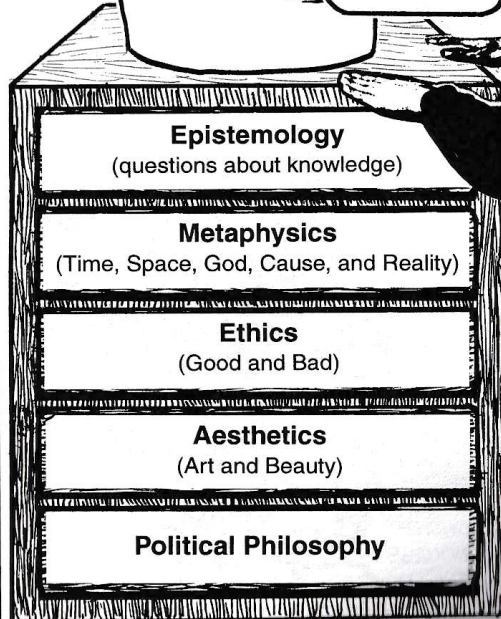 Epistemology
(questions about knowledge)
Metaphysics
(Time, Space, God, Cause, and Reality)
Ethics
(Good and Bad)
Aesthetics
(Art and Beauty)
Political Philosophy